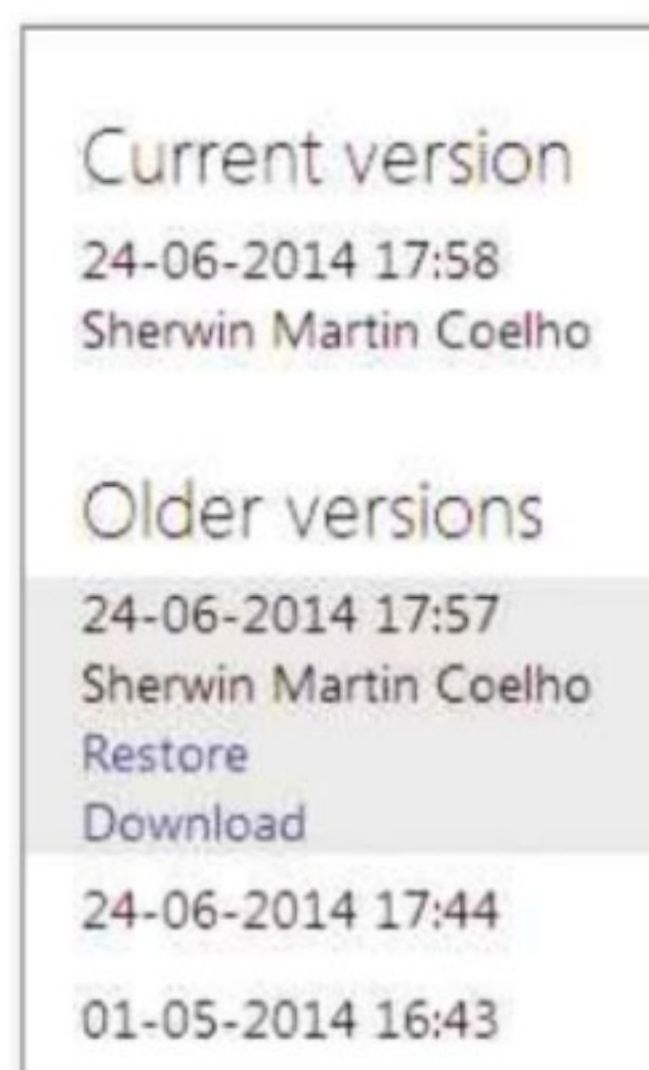 Current version
24-06-2014 17:58
Sherwin Martin Coelho
Older versions
24-06-2014 17:57
Sherwin Martin Coelho
Restore
Download
24-06-2014 17:44
01-05-2014 16:43